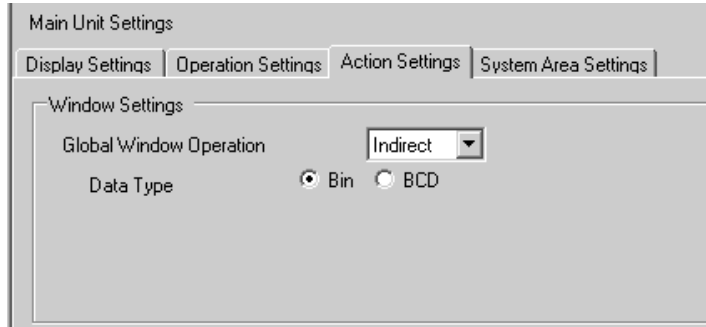 Main Unit Settings
Display Settings Operation Settings Action Settings System Area Settings
Window Settings
Global Window Operation Indirect
Data Type Bin BCD